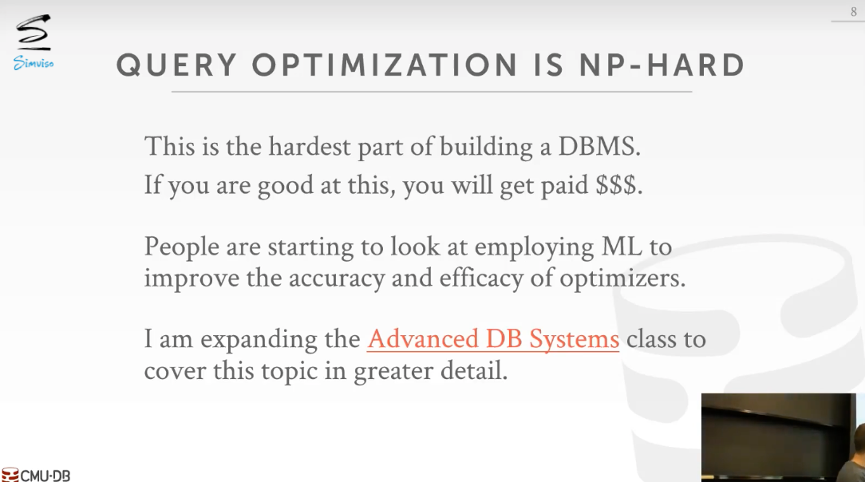 8
Simviso
QUERY OPTIMIZATION IS NP-HARD
This is the hardest part of building a DBMS.
If you are good at this, you will get paid $$$.
People are starting to look at employing ML to
improve the accuracy and efficacy of optimizers.
I am expanding the Advanced DB Systems class to
cover this topic in greater detail.
CMU·DB